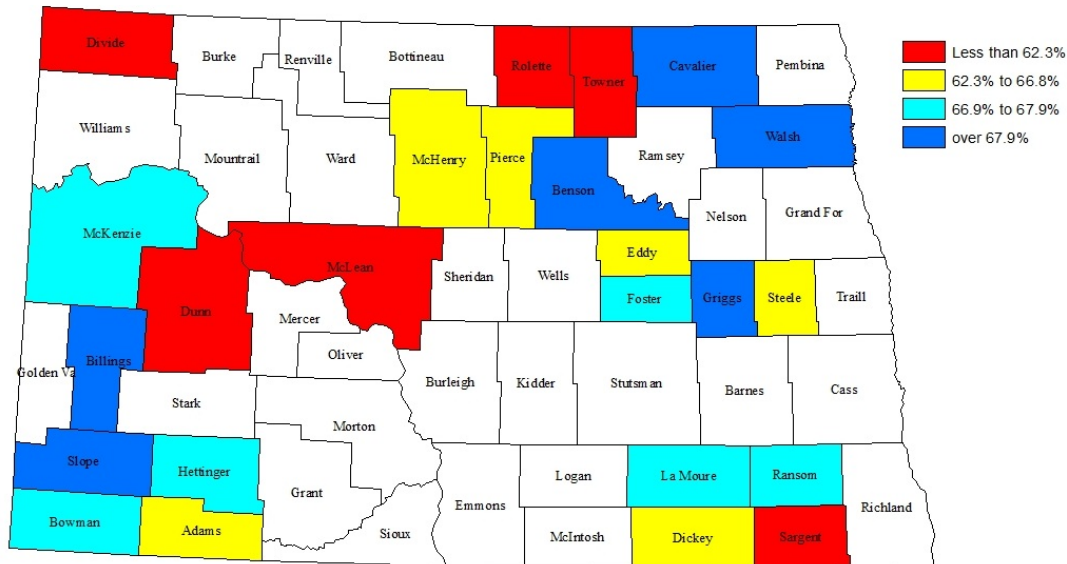 Divide
Burke
Renville
Bottineau
Rolette
Towner
Cavalier
Pembina
Less than 62.3%
62.3% to 66.8%
66.9% to 67.9%
over 67.9%
Williams
Mountrail
Ward
McHenry
Pierce
Benson
Ramsey
Walsh
Nelson
Grand For
McKenzie
Dunn
McLean
Sheridan
Wells
Eddy
Foster
Griggs
Steele
Traill
Mercer
Oliver
Golden Va
Billings
Stark
Morton
Burleigh
Kidder
Stutsman
Barnes
Cass
Slope
Hettinger
Grant
Bowman
Adams
Sioux
Emmons
Logan
McIntosh
La Moure
Dickey
Ransom
Sargent
Richland